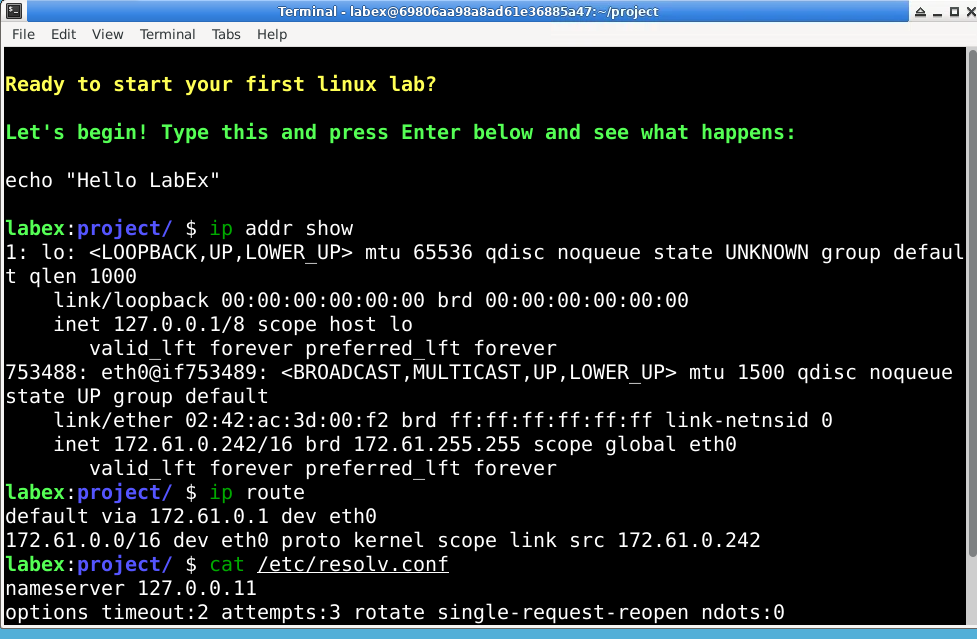 Terminal - labex@69806aa98a8ad61e36885a47:~/project
File Edit View Terminal Tabs Help
Ready to start your first linux lab?
Let's begin! Type this and press Enter below and see what happens:
echo "Hello LabEx"
labex:project/ $ ip addr show
1: lo: <LOOPBACK,UP,LOWER_UP> mtu 65536 qdisc noqueue state UNKNOWN group defaul
t qlen 1000
    link/loopback 00:00:00:00:00:00 brd 00:00:00:00:00:00
    inet 127.0.0.1/8 scope host lo
       valid_lft forever preferred_lft forever
753488: eth0@if753489: <BROADCAST,MULTICAST,UP,LOWER_UP> mtu 1500 qdisc noqueue
state UP group default
    link/ether 02:42:ac:3d:00:f2 brd ff:ff:ff:ff:ff:ff link-netnsid 0
    inet 172.61.0.242/16 brd 172.61.255.255 scope global eth0
       valid_lft forever preferred_lft forever
labex:project/ $ ip route
default via 172.61.0.1 dev eth0
172.61.0.0/16 dev eth0 proto kernel scope link src 172.61.0.242
labex:project/ $ cat /etc/resolv.conf
nameserver 127.0.0.11
options timeout:2 attempts:3 rotate single-request-reopen ndots:0